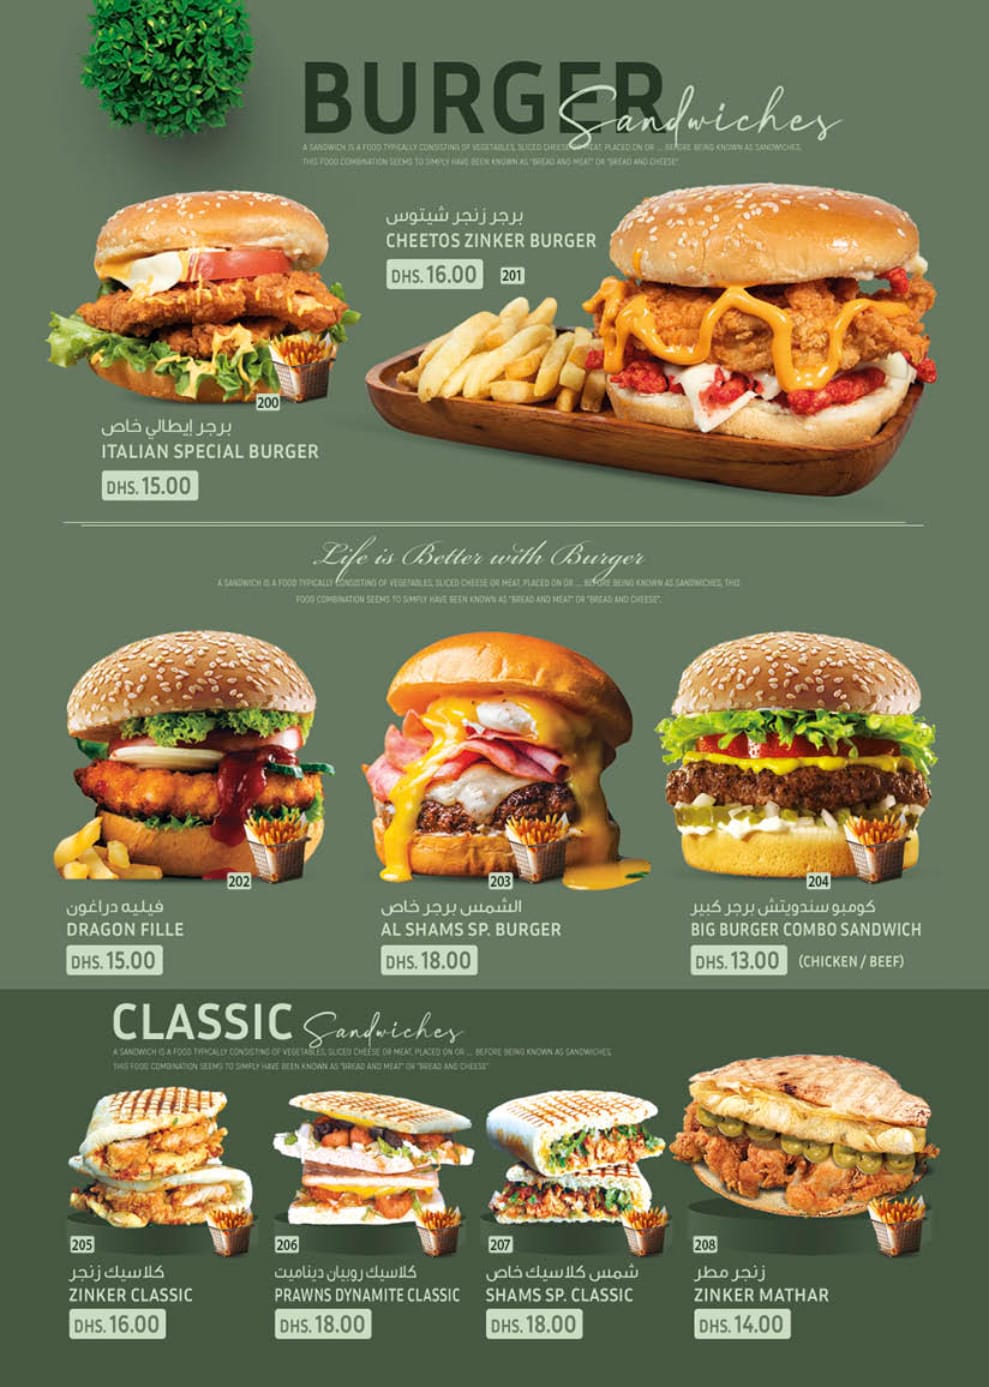 BURGER Sandwiches
A SANDWICH IS A FOOD TYPICALLY CONSISTING OF VEGETABLES, SLICED CHEESE OR MEAT, PLACED ON OR ... BEFORE BEING KNOWN AS SANDWICHES,
THIS FOOD COMBINATION SEEMS TO SIMPLY HAVE BEEN KNOWN AS "BREAD AND MEAT" OR "BREAD AND CHEESE".
برجر زنجر شيتوس
CHEETOS ZINKER BURGER
DHS. 16.00 201
200
برجر إيطالي خاص
ITALIAN SPECIAL BURGER
DHS. 15.00
Life is Better with Burger
A SANDWICH IS A FOOD TYPICALLY CONSISTING OF VEGETABLES, SLICED CHEESE OR MEAT, PLACED ON OR ... BEFORE BEING KNOWN AS SANDWICHES, THIS
FOOD COMBINATION SEEMS TO SIMPLY HAVE BEEN KNOWN AS "BREAD AND MEAT" OR "BREAD AND CHEESE".
202
فيليه دراغون
DRAGON FILLE
DHS. 15.00
203
الشمس برجر خاص
AL SHAMS SP. BURGER
DHS. 18.00
204
كومبو سندويتش برجر كبير
BIG BURGER COMBO SANDWICH
DHS. 13.00 (CHICKEN / BEEF)
CLASSIC Sandwiches
A SANDWICH IS A FOOD TYPICALLY CONSISTING OF VEGETABLES, SLICED CHEESE OR MEAT, PLACED ON OR ... BEFORE BEING KNOWN AS SANDWICHES,
THIS FOOD COMBINATION SEEMS TO SIMPLY HAVE BEEN KNOWN AS "BREAD AND MEAT" OR "BREAD AND CHEESE"
205
كلاسيك زنجر
ZINKER CLASSIC
DHS. 16.00
206
كلاسيك روبيان ديناميت
PRAWNS DYNAMITE CLASSIC
DHS. 18.00
207
شمس كلاسيك خاص
SHAMS SP. CLASSIC
DHS. 18.00
208
زنجر مطر
ZINKER MATHAR
DHS. 14.00